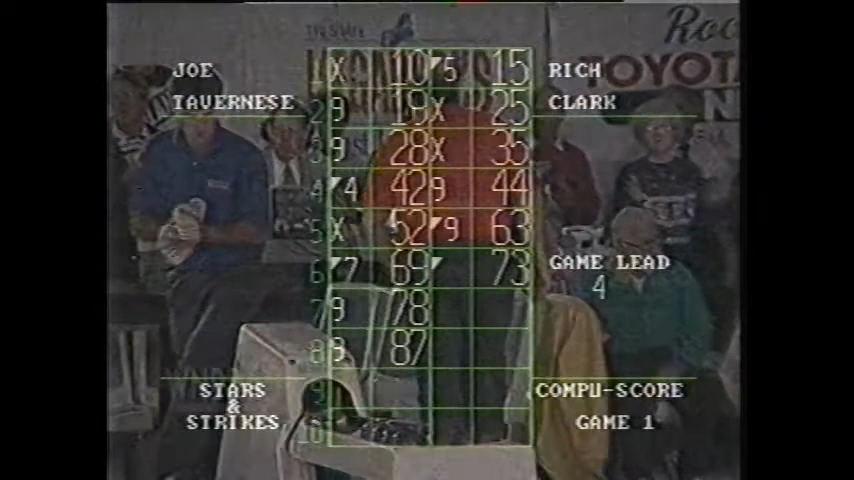 JOE
TAVERNESE
RICH
CLARK
1 X 10 5 15
2 9 19 X 25
3 9 28 X 35
4 4 42 9 44
5 X 52 9 63
6 7 69 73
7 9 78
8 9 87
9
10
GAME LEAD
4
STARS
&
STRIKES
COMPU-SCORE
GAME 1
TOYOTA